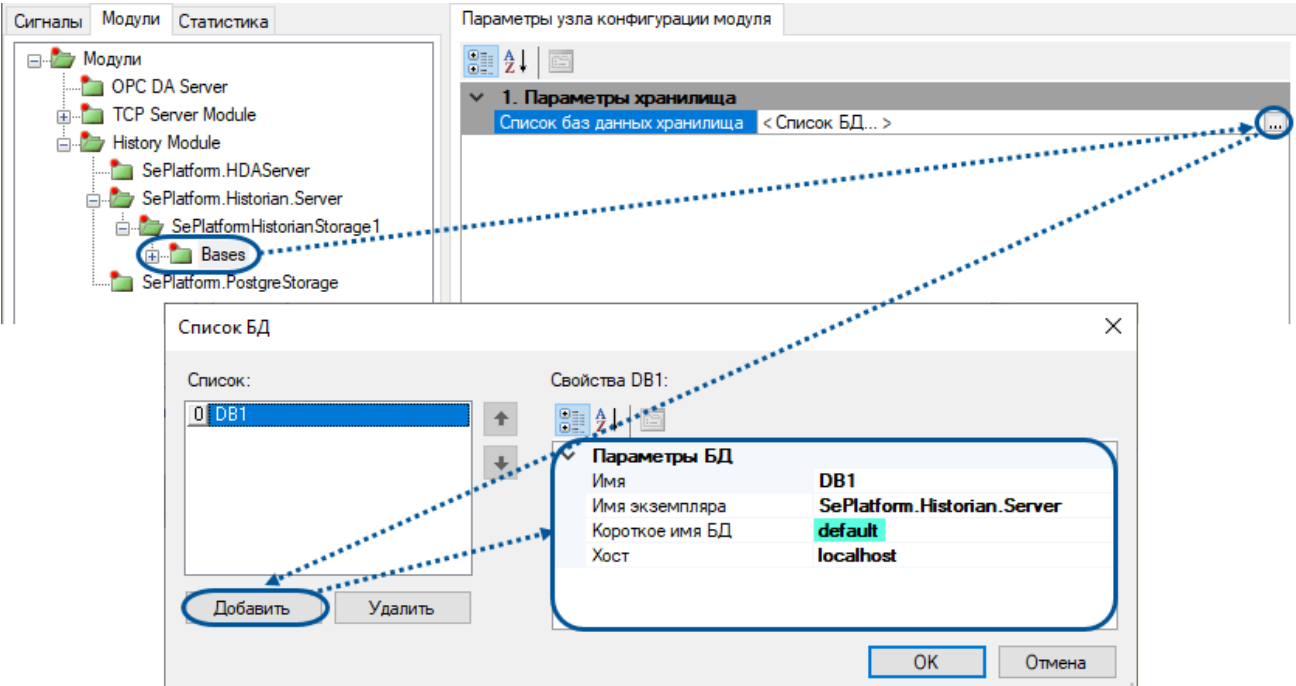 Сигналы Модули Статистика
Модули
OPC DA Server
TCP Server Module
History Module
SePlatform.HDAServer
SePlatform.Historian.Server
SePlatformHistorianStorage1
Bases
SePlatform.PostgreStorage
Параметры узла конфигурации модуля
1. Параметры хранилища
Список баз данных хранилища < Список БД... > ...
Список БД
Список:
0 DB1
Добавить Удалить
Свойства DB1:
Параметры БД
Имя DB1
Имя экземпляра SePlatform.Historian.Server
Короткое имя БД default
Хост localhost
OK Отмена